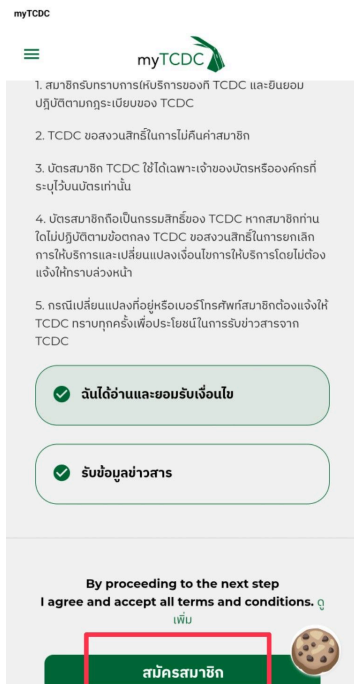 myTCDC
myTCDC
1. สมาชิกรับทราบการให้บริการของที่ TCDC และยินยอม
ปฏิบัติตามกฎระเบียบของ TCDC
2. TCDC ขอสงวนสิทธิ์ในการไม่คืนค่าสมาชิก
3. บัตรสมาชิก TCDC ใช้ได้เฉพาะเจ้าของบัตรหรือองค์กรที่
ระบุไว้บนบัตรเท่านั้น
4. บัตรสมาชิกถือเป็นกรรมสิทธิ์ของ TCDC หากสมาชิกท่าน
ใดไม่ปฏิบัติตามข้อตกลง TCDC ขอสงวนสิทธิ์ในการยกเลิก
การให้บริการและเปลี่ยนแปลงเงื่อนไขการให้บริการโดยไม่ต้อง
แจ้งให้ทราบล่วงหน้า
5. กรณีเปลี่ยนแปลงที่อยู่หรือเบอร์โทรศัพท์สมาชิกต้องแจ้งให้
TCDC ทราบทุกครั้งเพื่อประโยชน์ในการรับข่าวสารจาก
TCDC
ฉันได้อ่านและยอมรับเงื่อนไข
รับข้อมูลข่าวสาร
By proceeding to the next step
I agree and accept all terms and conditions. ดู
เพิ่ม
สมัครสมาชิก